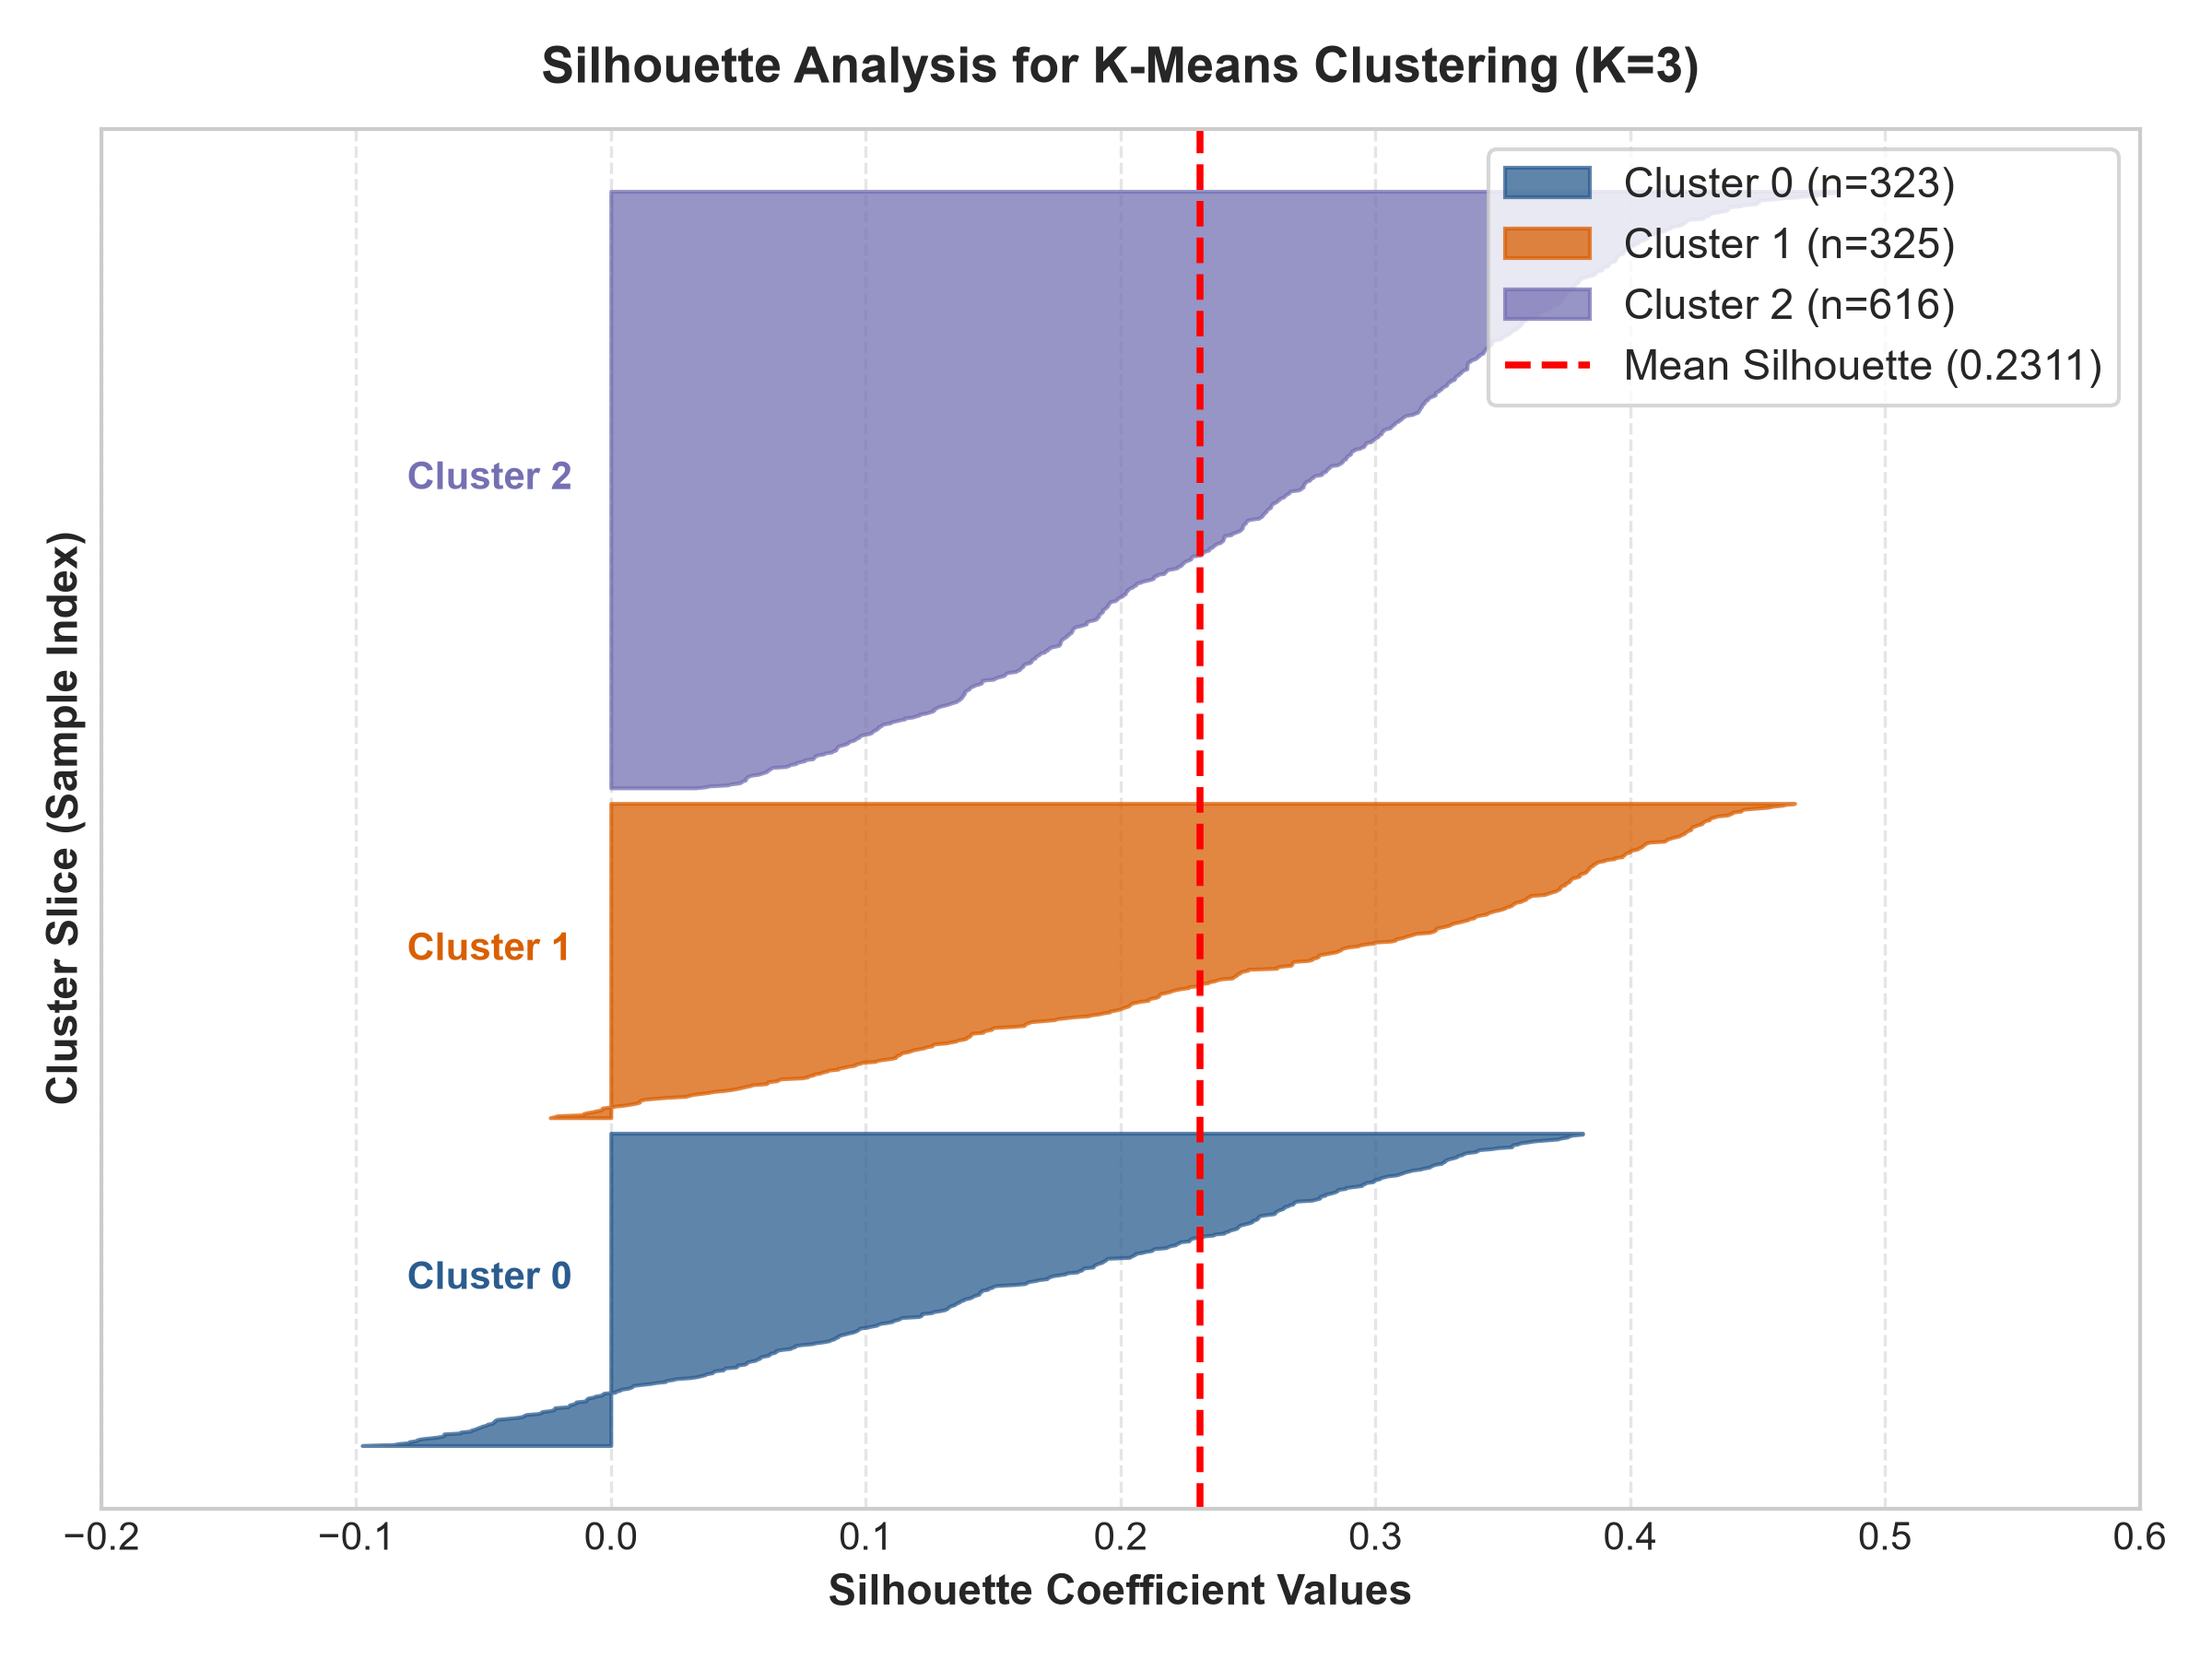 Silhouette Analysis for K-Means Clustering (K=3)
Cluster 0 (n=323)
Cluster 1 (n=325)
Cluster 2 (n=616)
Mean Silhouette (0.2311)
Cluster 2
Cluster 1
Cluster 0
Cluster Slice (Sample Index)
−0.2 −0.1 0.0 0.1 0.2 0.3 0.4 0.5 0.6
Silhouette Coefficient Values